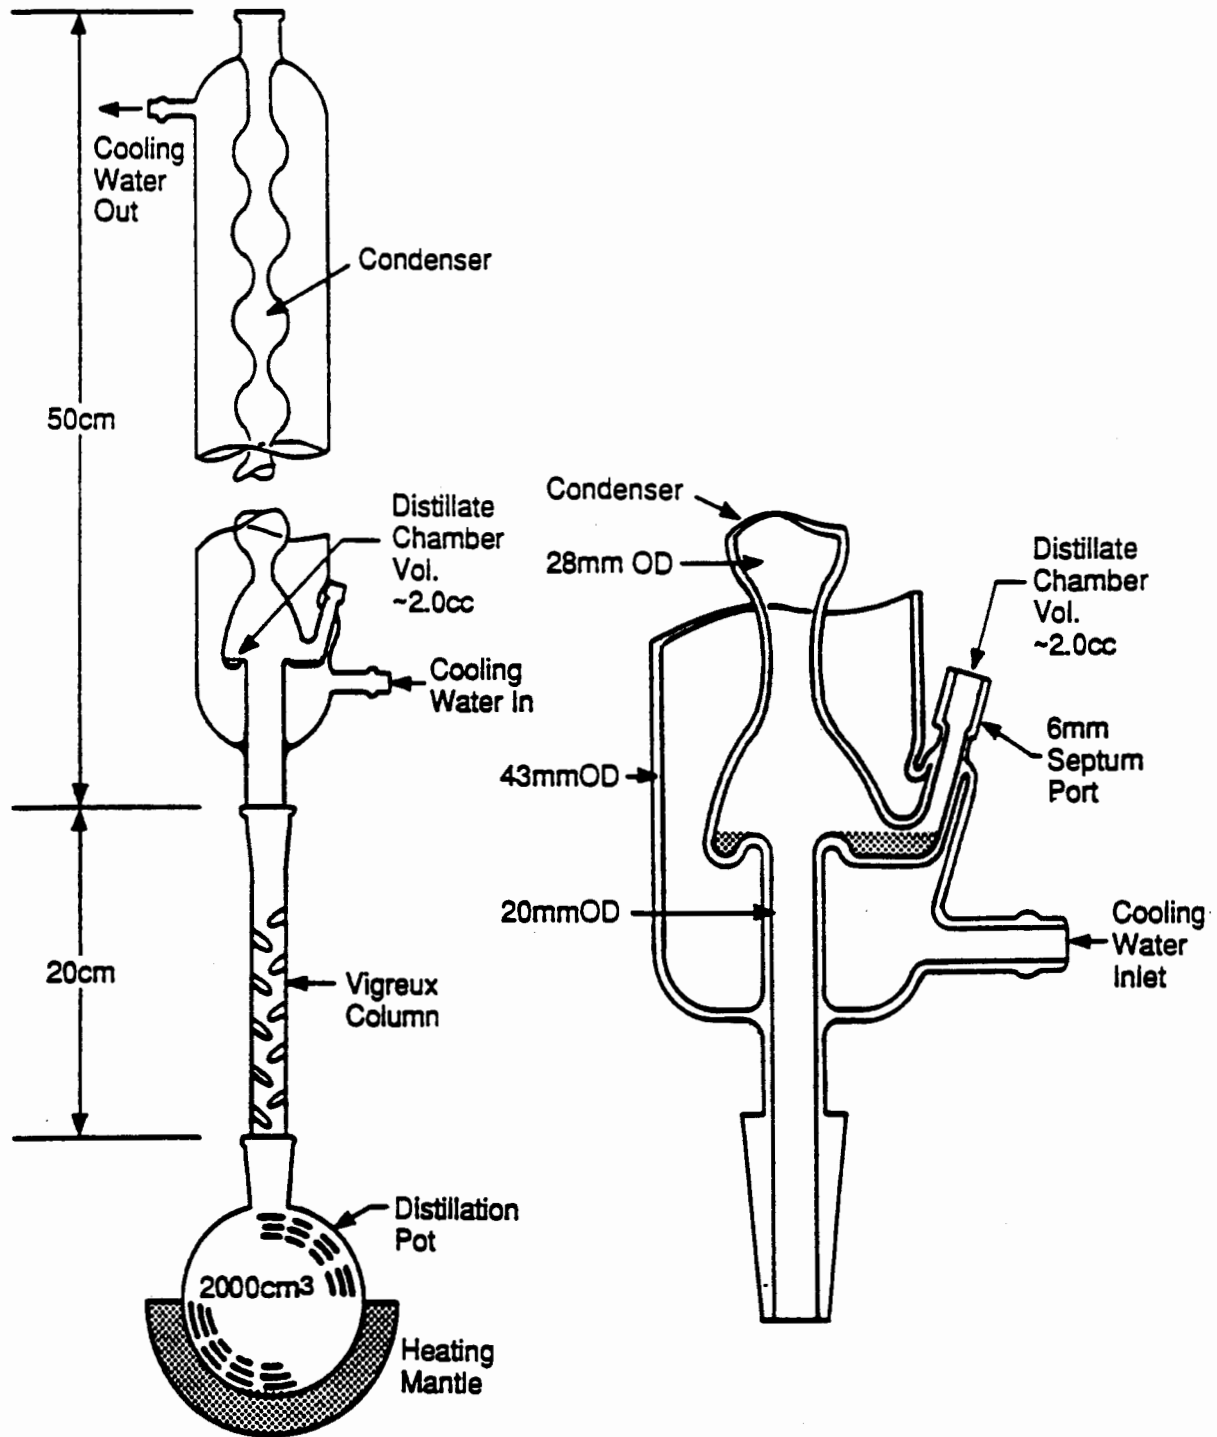 Cooling
Water
Out
Condenser
50cm
Distillate
Chamber
Vol.
~2.0cc
Cooling
Water In
20cm
Vigreux
Column
Distillation
Pot
2000cm3
Heating
Mantle
Condenser
28mm OD
Distillate
Chamber
Vol.
~2.0cc
6mm
Septum
Port
43mmOD
20mmOD
Cooling
Water
Inlet